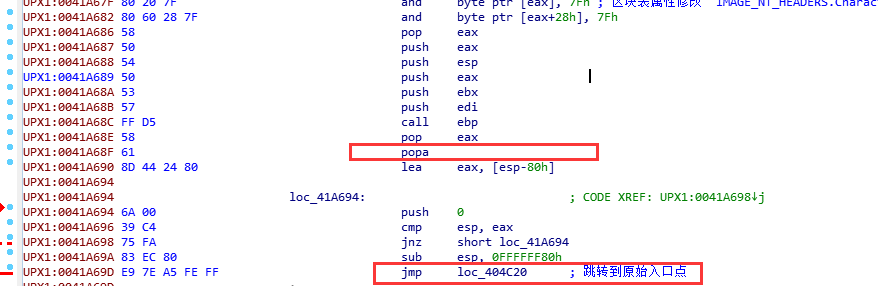 UPX1:0041A67F 80 20 7F and byte ptr [eax], 7Fh ; 区块表属性修改 IMAGE_NT_HEADERS.Charac
UPX1:0041A682 80 60 28 7F and byte ptr [eax+28h], 7Fh
UPX1:0041A686 58 pop eax
UPX1:0041A687 50 push eax
UPX1:0041A688 54 push esp
UPX1:0041A689 50 push eax
UPX1:0041A68A 53 push ebx
UPX1:0041A68B 57 push edi
UPX1:0041A68C FF D5 call ebp
UPX1:0041A68E 58 pop eax
UPX1:0041A68F 61 popa
UPX1:0041A690 8D 44 24 80 lea eax, [esp-80h]
UPX1:0041A694
UPX1:0041A694 loc_41A694: ; CODE XREF: UPX1:0041A698↓j
UPX1:0041A694 6A 00 push 0
UPX1:0041A696 39 C4 cmp esp, eax
UPX1:0041A698 75 FA jnz short loc_41A694
UPX1:0041A69A 83 EC 80 sub esp, 0FFFFFF80h
UPX1:0041A69D E9 7E A5 FE FF jmp loc_404C20 ; 跳转到原始入口点